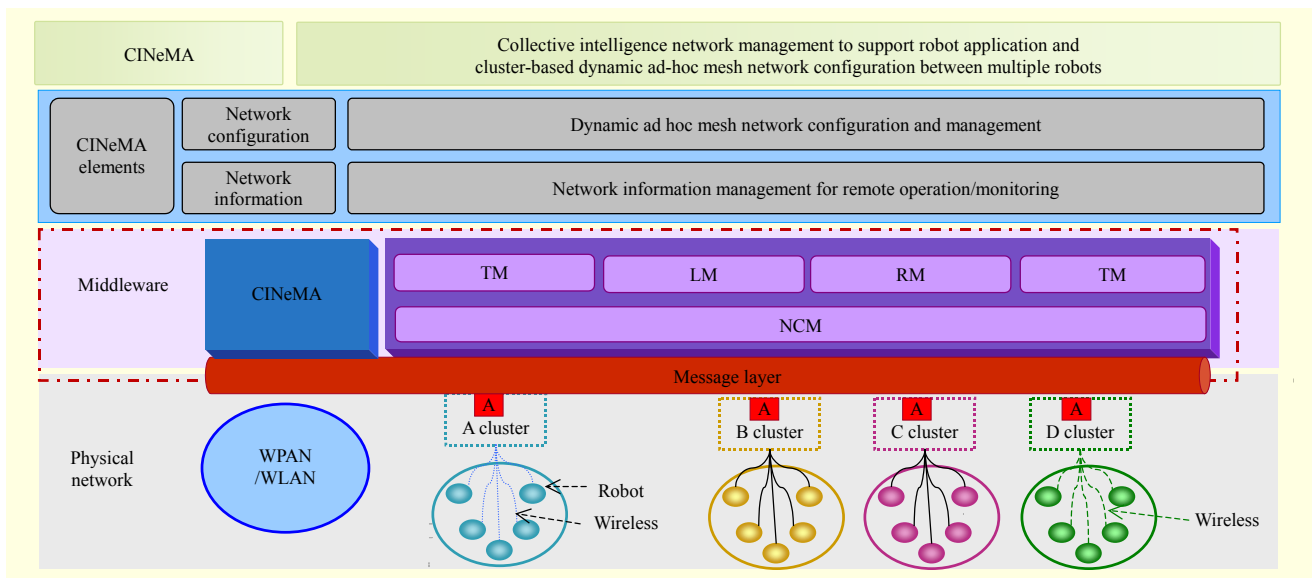 CINeMA
Collective intelligence network management to support robot application and
cluster-based dynamic ad-hoc mesh network configuration between multiple robots
CINeMA
elements
Network
configuration
Dynamic ad hoc mesh network configuration and management
Network
information
Network information management for remote operation/monitoring
Middleware
CINeMA
TM
LM
RM
TM
NCM
Message layer
Physical
network
WPAN
/WLAN
A
A cluster
A
B cluster
A
C cluster
A
D cluster
Robot
Wireless
Wireless